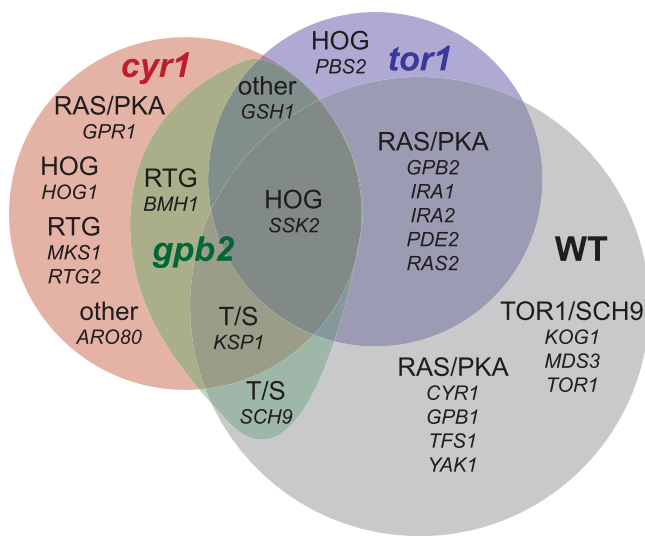 cyr1
HOG
PBS2
tor1
other
GSH1
RAS/PKA
GPR1
RAS/PKA
GPB2
IRA1
IRA2
PDE2
RAS2
HOG
HOG1
RTG
BMH1
HOG
SSK2
RTG
MKS1
RTG2
gpb2
WT
other
ARO80
T/S
KSP1
TOR1/SCH9
KOG1
MDS3
TOR1
RAS/PKA
CYR1
GPB1
TFS1
YAK1
T/S
SCH9